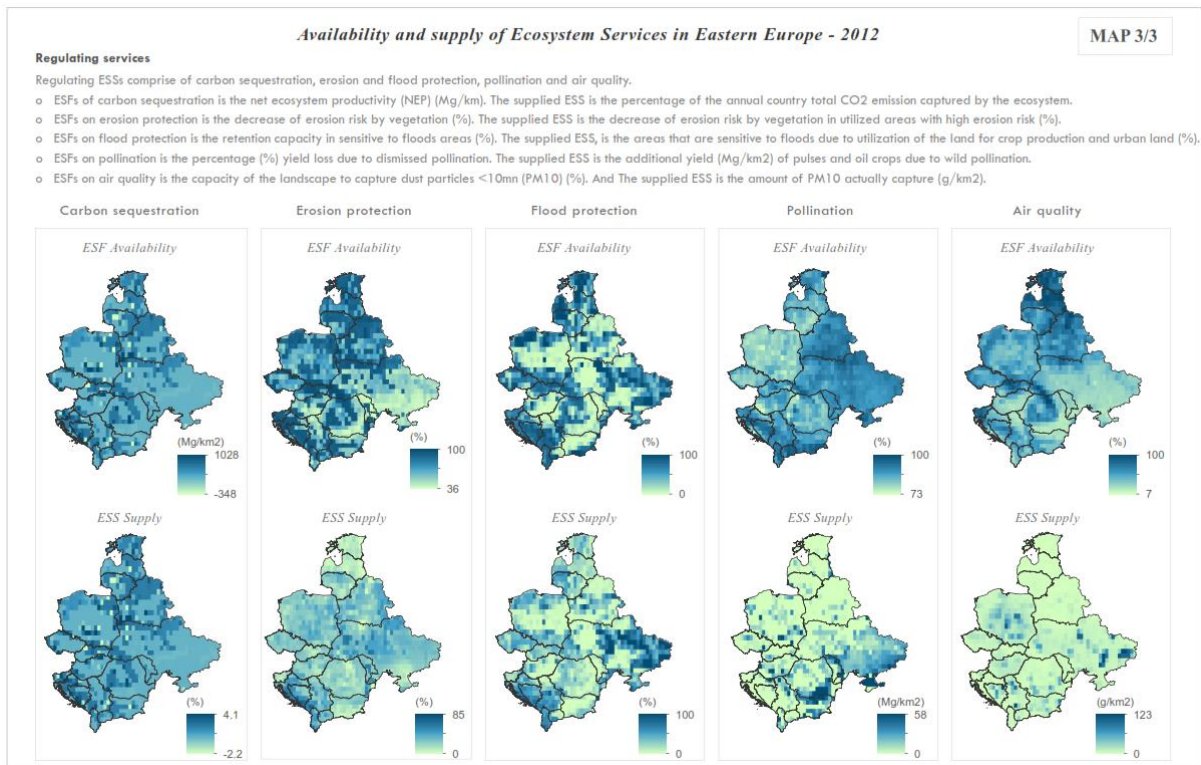 Availability and supply of Ecosystem Services in Eastern Europe - 2012
MAP 3/3
Regulating services
Regulating ESSs comprise of carbon sequestration, erosion and flood protection, pollination and air quality.
o ESFs of carbon sequestration is the net ecosystem productivity (NEP) (Mg/km). The supplied ESS is the percentage of the annual country total CO2 emission captured by the ecosystem.
o ESFs on erosion protection is the decrease of erosion risk by vegetation (%). The supplied ESS is the decrease of erosion risk by vegetation in utilized areas with high erosion risk (%).
o ESFs on flood protection is the retention capacity in sensitive to floods areas (%). The supplied ESS, is the areas that are sensitive to floods due to utilization of the land for crop production and urban land (%).
o ESFs on pollination is the percentage (%) yield loss due to dismissed pollination. The supplied ESS is the additional yield (Mg/km2) of pulses and oil crops due to wild pollination.
o ESFs on air quality is the capacity of the landscape to capture dust particles <10mn (PM10) (%). And The supplied ESS is the amount of PM10 actually capture (g/km2).
Carbon sequestration
Erosion protection
Flood protection
Pollination
Air quality
ESF Availability
ESF Availability
ESF Availability
ESF Availability
ESF Availability
(Mg/km2)
1028
-348
(%)
100
36
(%)
100
0
(%)
100
73
(%)
100
7
ESS Supply
ESS Supply
ESS Supply
ESS Supply
ESS Supply
(%)
4.1
-2.2
(%)
85
0
(%)
100
0
(Mg/km2)
58
0
(g/km2)
123
0